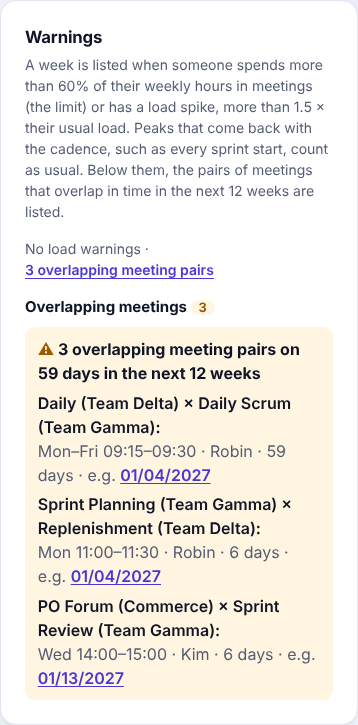 Warnings
A week is listed when someone spends more
than 60% of their weekly hours in meetings
(the limit) or has a load spike, more than 1.5 ×
their usual load. Peaks that come back with
the cadence, such as every sprint start, count
as usual. Below them, the pairs of meetings
that overlap in time in the next 12 weeks are
listed.
No load warnings ·
3 overlapping meeting pairs
Overlapping meetings 3
⚠ 3 overlapping meeting pairs on
59 days in the next 12 weeks
Daily (Team Delta) × Daily Scrum
(Team Gamma):
Mon–Fri 09:15–09:30 · Robin · 59
days · e.g. 01/04/2027
Sprint Planning (Team Gamma) ×
Replenishment (Team Delta):
Mon 11:00–11:30 · Robin · 6 days ·
e.g. 01/04/2027
PO Forum (Commerce) × Sprint
Review (Team Gamma):
Wed 14:00–15:00 · Kim · 6 days · e.g.
01/13/2027